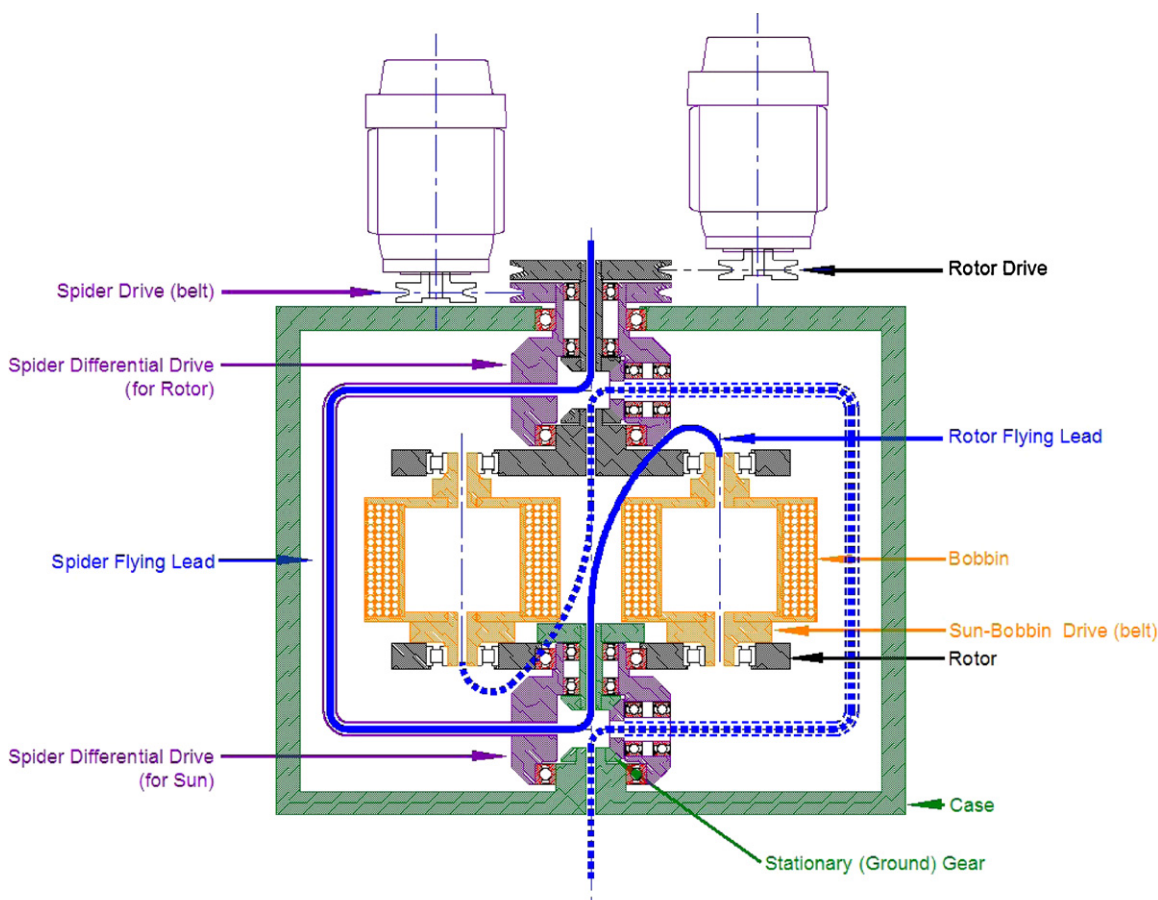 Rotor Drive
Spider Drive (belt)
Spider Differential Drive
(for Rotor)
Rotor Flying Lead
Spider Flying Lead
Bobbin
Sun-Bobbin Drive (belt)
Rotor
Spider Differential Drive
(for Sun)
Case
Stationary (Ground) Gear